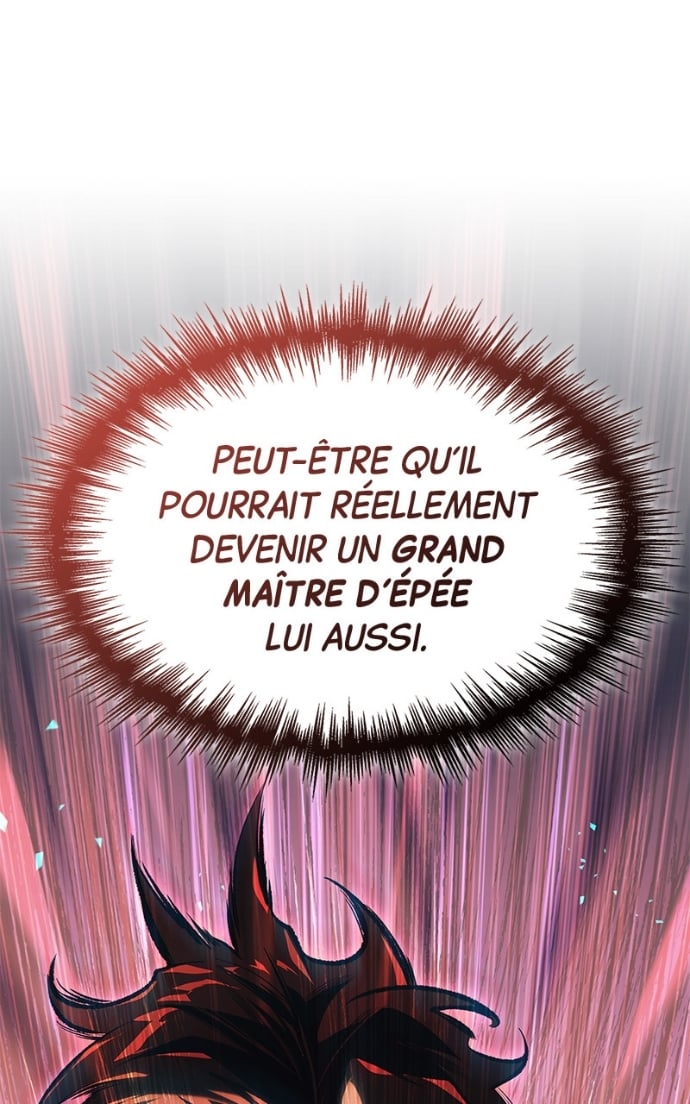 PEUT-ÊTRE QU'IL
POURRAIT RÉELLEMENT
DEVENIR UN GRAND
MAÎTRE D'ÉPÉE
LUI AUSSI.